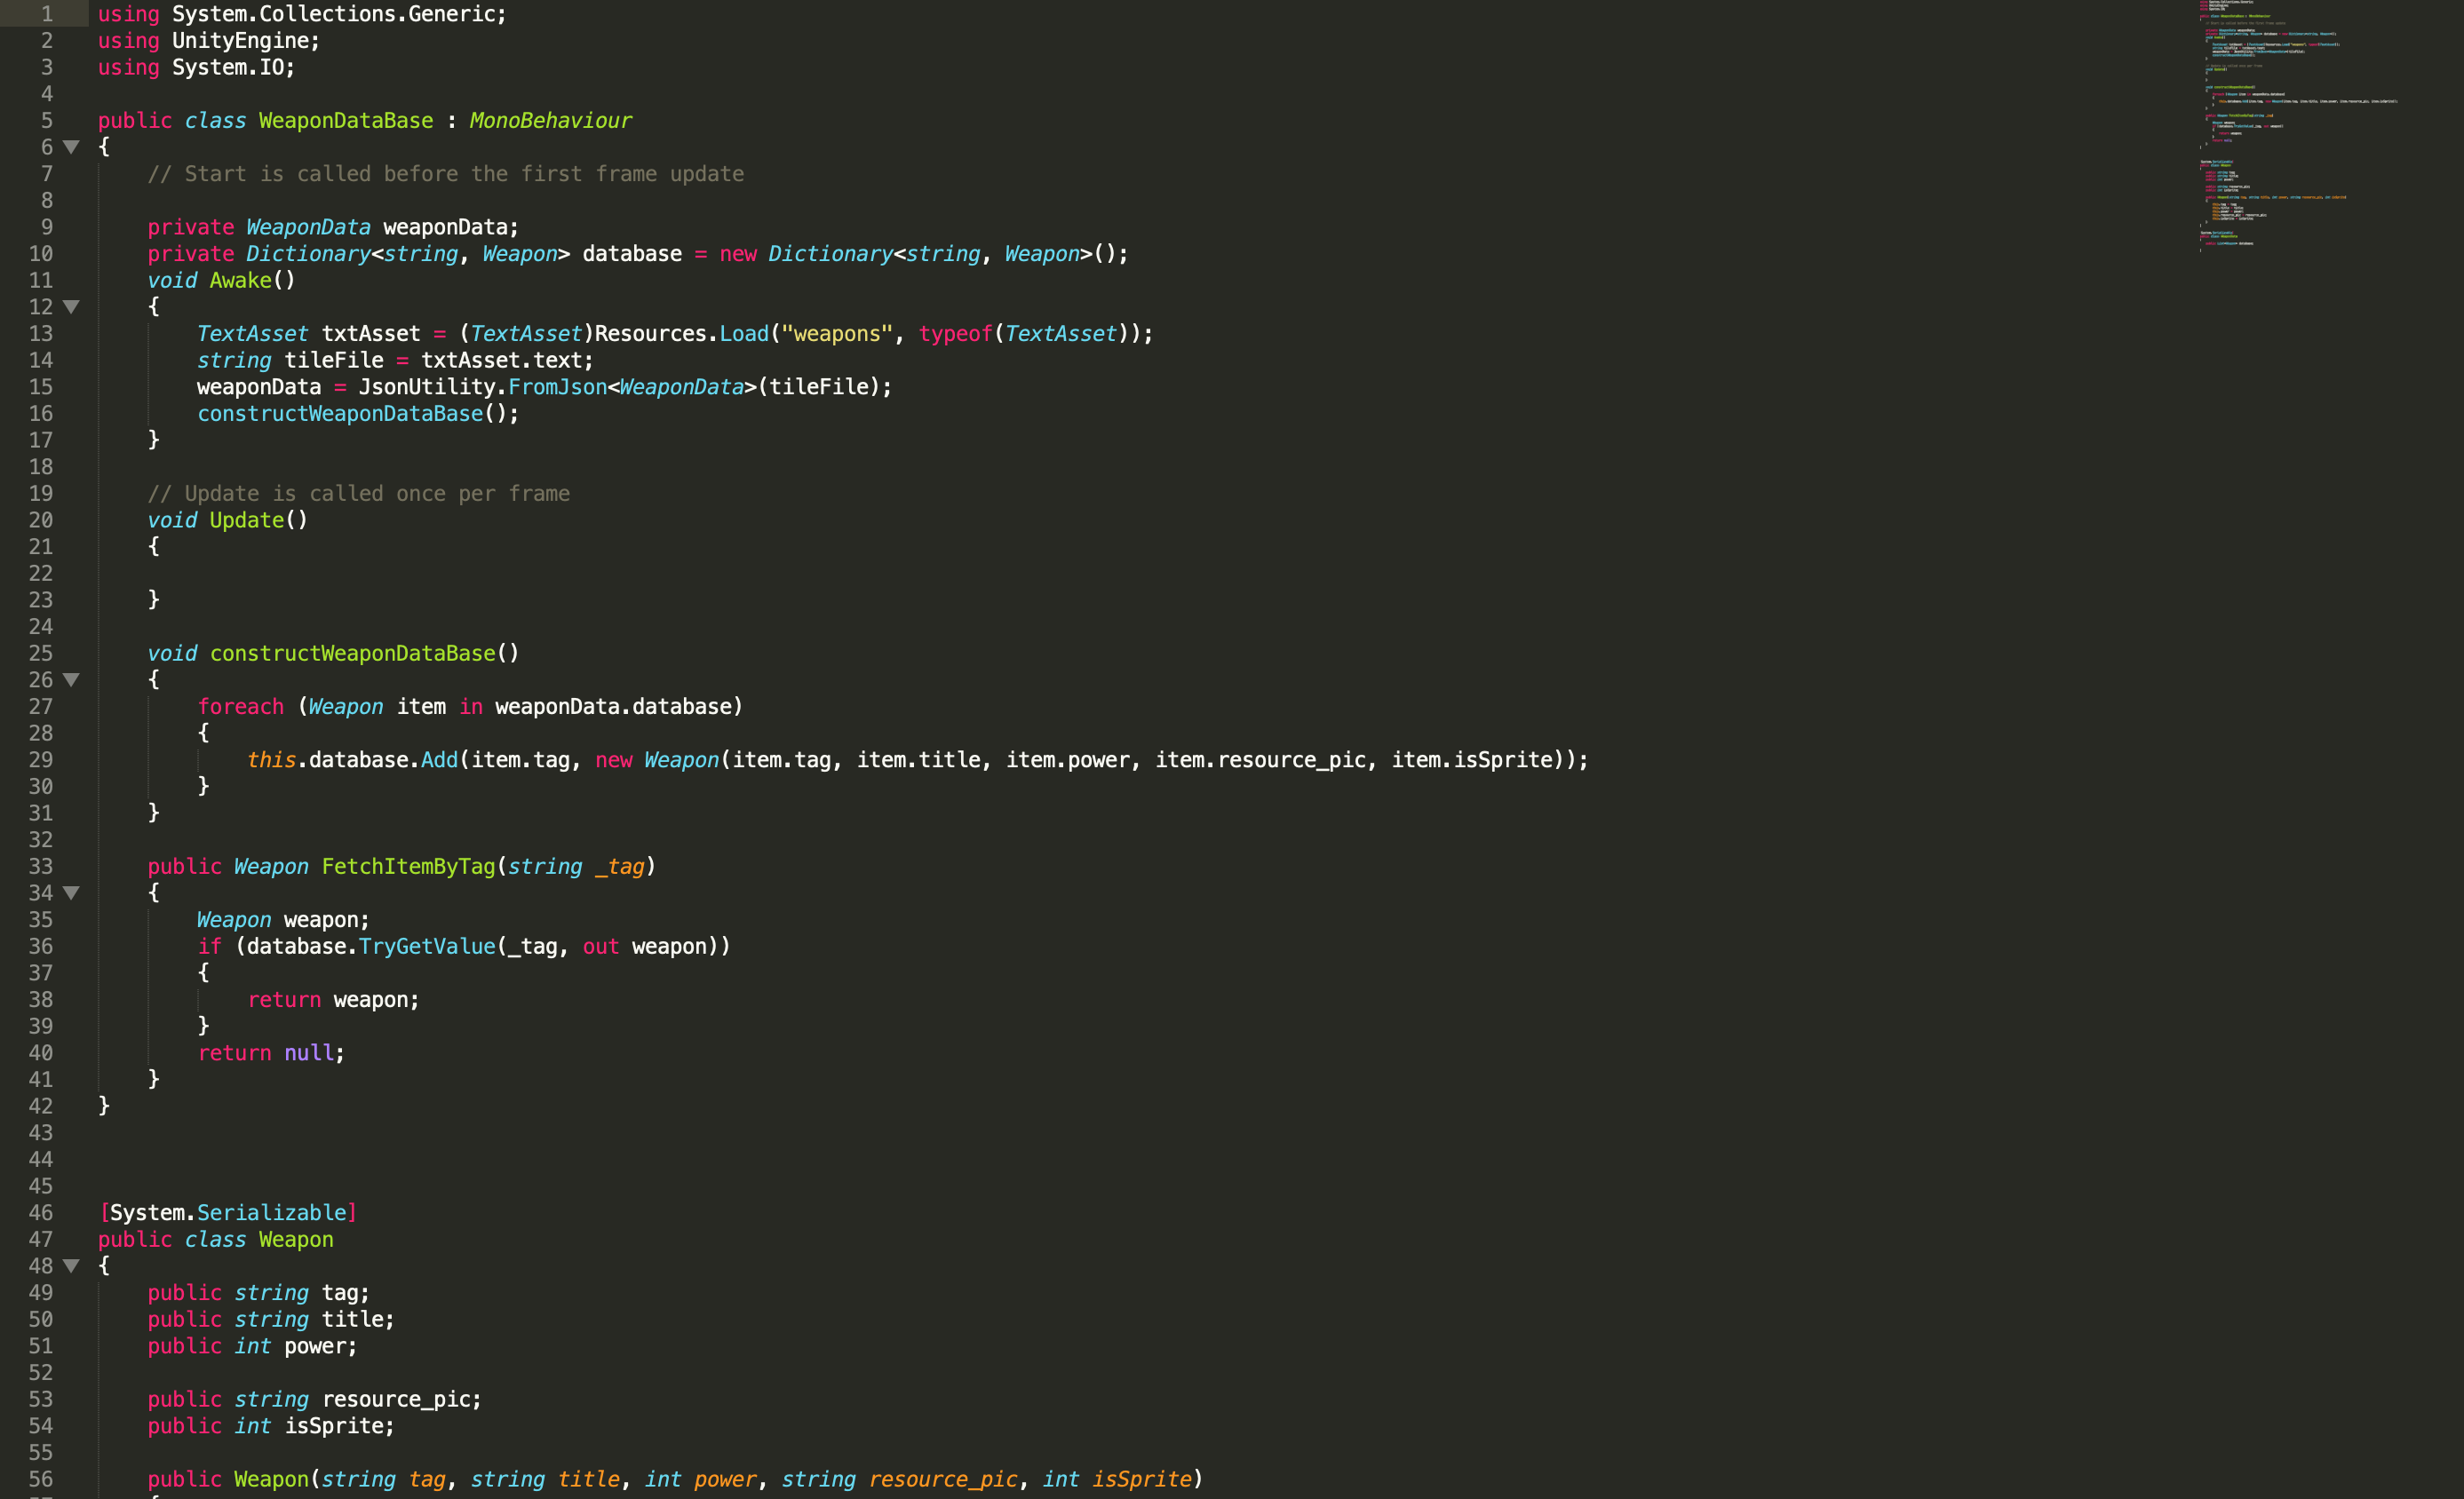 1 using System.Collections.Generic;
2 using UnityEngine;
3 using System.IO;
4
5 public class WeaponDataBase : MonoBehaviour
6 {
7     // Start is called before the first frame update
8
9     private WeaponData weaponData;
10     private Dictionary<string, Weapon> database = new Dictionary<string, Weapon>();
11     void Awake()
12     {
13         TextAsset txtAsset = (TextAsset)Resources.Load("weapons", typeof(TextAsset));
14         string tileFile = txtAsset.text;
15         weaponData = JsonUtility.FromJson<WeaponData>(tileFile);
16         constructWeaponDataBase();
17     }
18
19     // Update is called once per frame
20     void Update()
21     {
22
23     }
24
25     void constructWeaponDataBase()
26     {
27         foreach (Weapon item in weaponData.database)
28         {
29             this.database.Add(item.tag, new Weapon(item.tag, item.title, item.power, item.resource_pic, item.isSprite));
30         }
31     }
32
33     public Weapon FetchItemByTag(string _tag)
34     {
35         Weapon weapon;
36         if (database.TryGetValue(_tag, out weapon))
37         {
38             return weapon;
39         }
40         return null;
41     }
42 }
43
44
45
46 [System.Serializable]
47 public class Weapon
48 {
49     public string tag;
50     public string title;
51     public int power;
52
53     public string resource_pic;
54     public int isSprite;
55
56     public Weapon(string tag, string title, int power, string resource_pic, int isSprite)